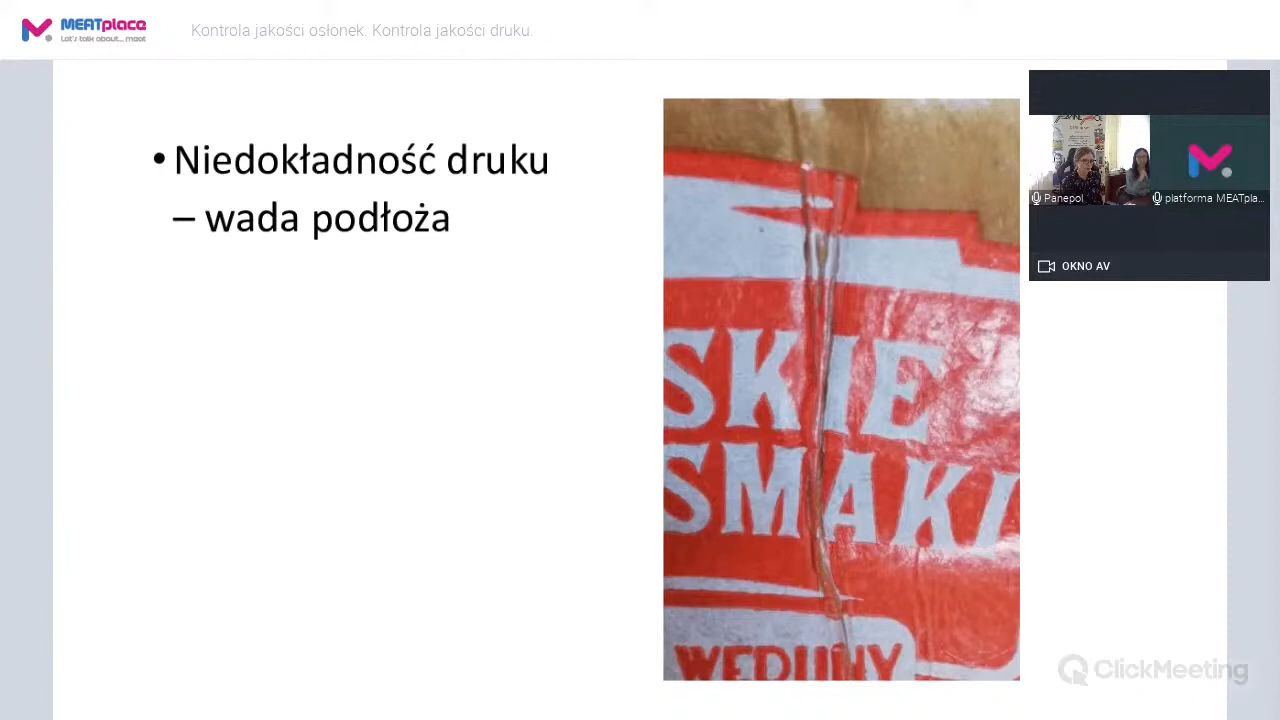 MEATplace
Let's talk about... meat
Kontrola jakości osłonek. Kontrola jakości druku.
• Niedokładność druku
– wada podłoża
SKIE
SMAKI
WĘDLINY
Panepol
platforma MEATpla...
OKNO AV
ClickMeeting